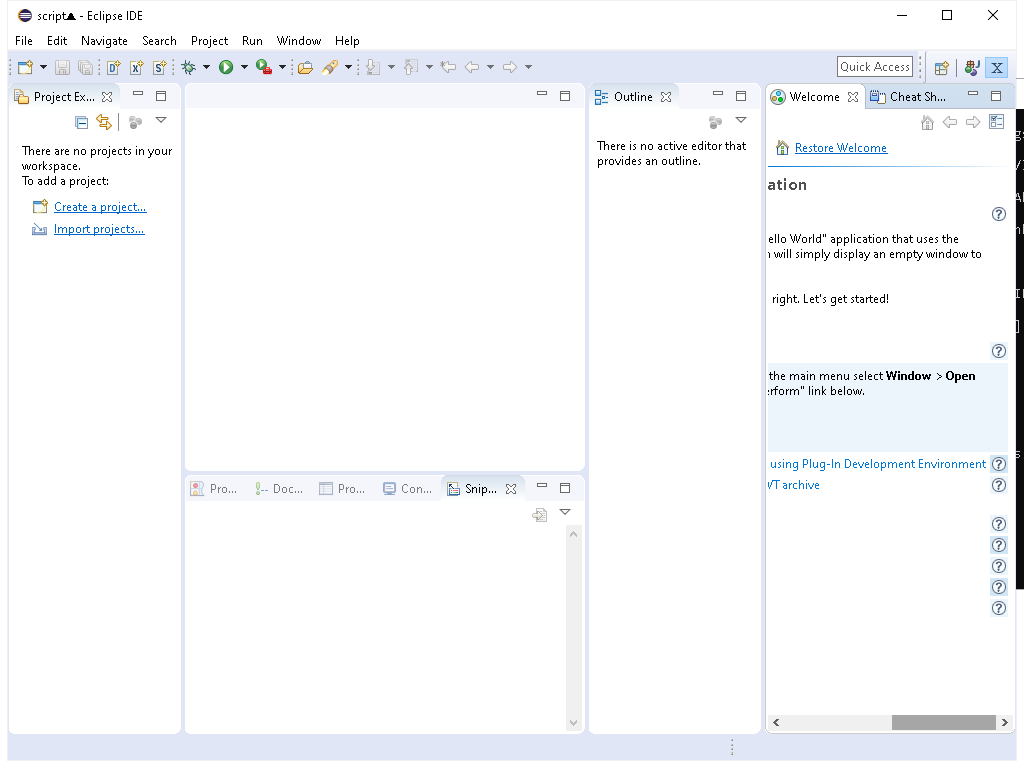 script▲ - Eclipse IDE
File Edit Navigate Search Project Run Window Help
Quick Access
Project Ex...
Outline
Welcome
Cheat Sh...
There are no projects in your
workspace.
To add a project:
Create a project...
Import projects...
There is no active editor that
provides an outline.
Restore Welcome
ation
ello World" application that uses the
will simply display an empty window to
right. Let's get started!
the main menu select Window > Open
erform" link below.
using Plug-In Development Environment
VT archive
Pro...
Doc...
Pro...
Con...
Snip...